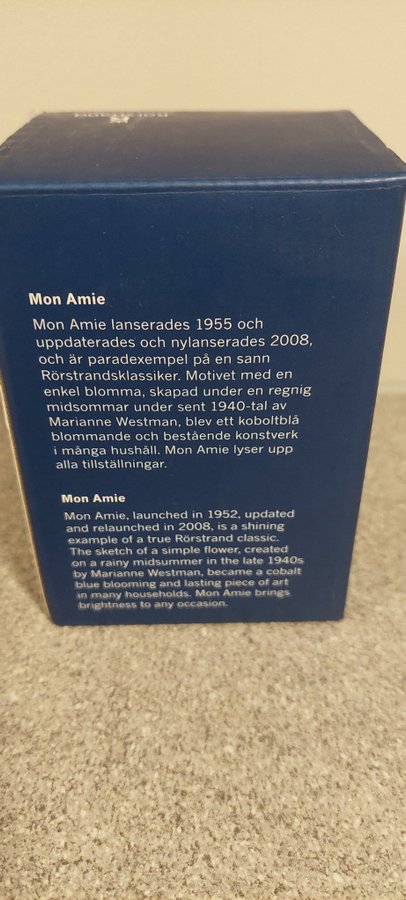 Mon Amie
Mon Amie lanserades 1955 och
uppdaterades och nylanserades 2008,
och är paradexempel på en sann
Rörstrandsklassiker. Motivet med en
enkel blomma, skapad under en regnig
midsommar under sent 1940-tal av
Marianne Westman, blev ett koboltblå
blommande och bestående konstverk
i många hushåll. Mon Amie lyser upp
alla tillställningar.
Mon Amie
Mon Amie, launched in 1952, updated
and relaunched in 2008, is a shining
example of a true Rörstrand classic.
The sketch of a simple flower, created
on a rainy midsummer in the late 1940s
by Marianne Westman, became a cobalt
blue blooming and lasting piece of art
in many households. Mon Amie brings
brightness to any occasion.